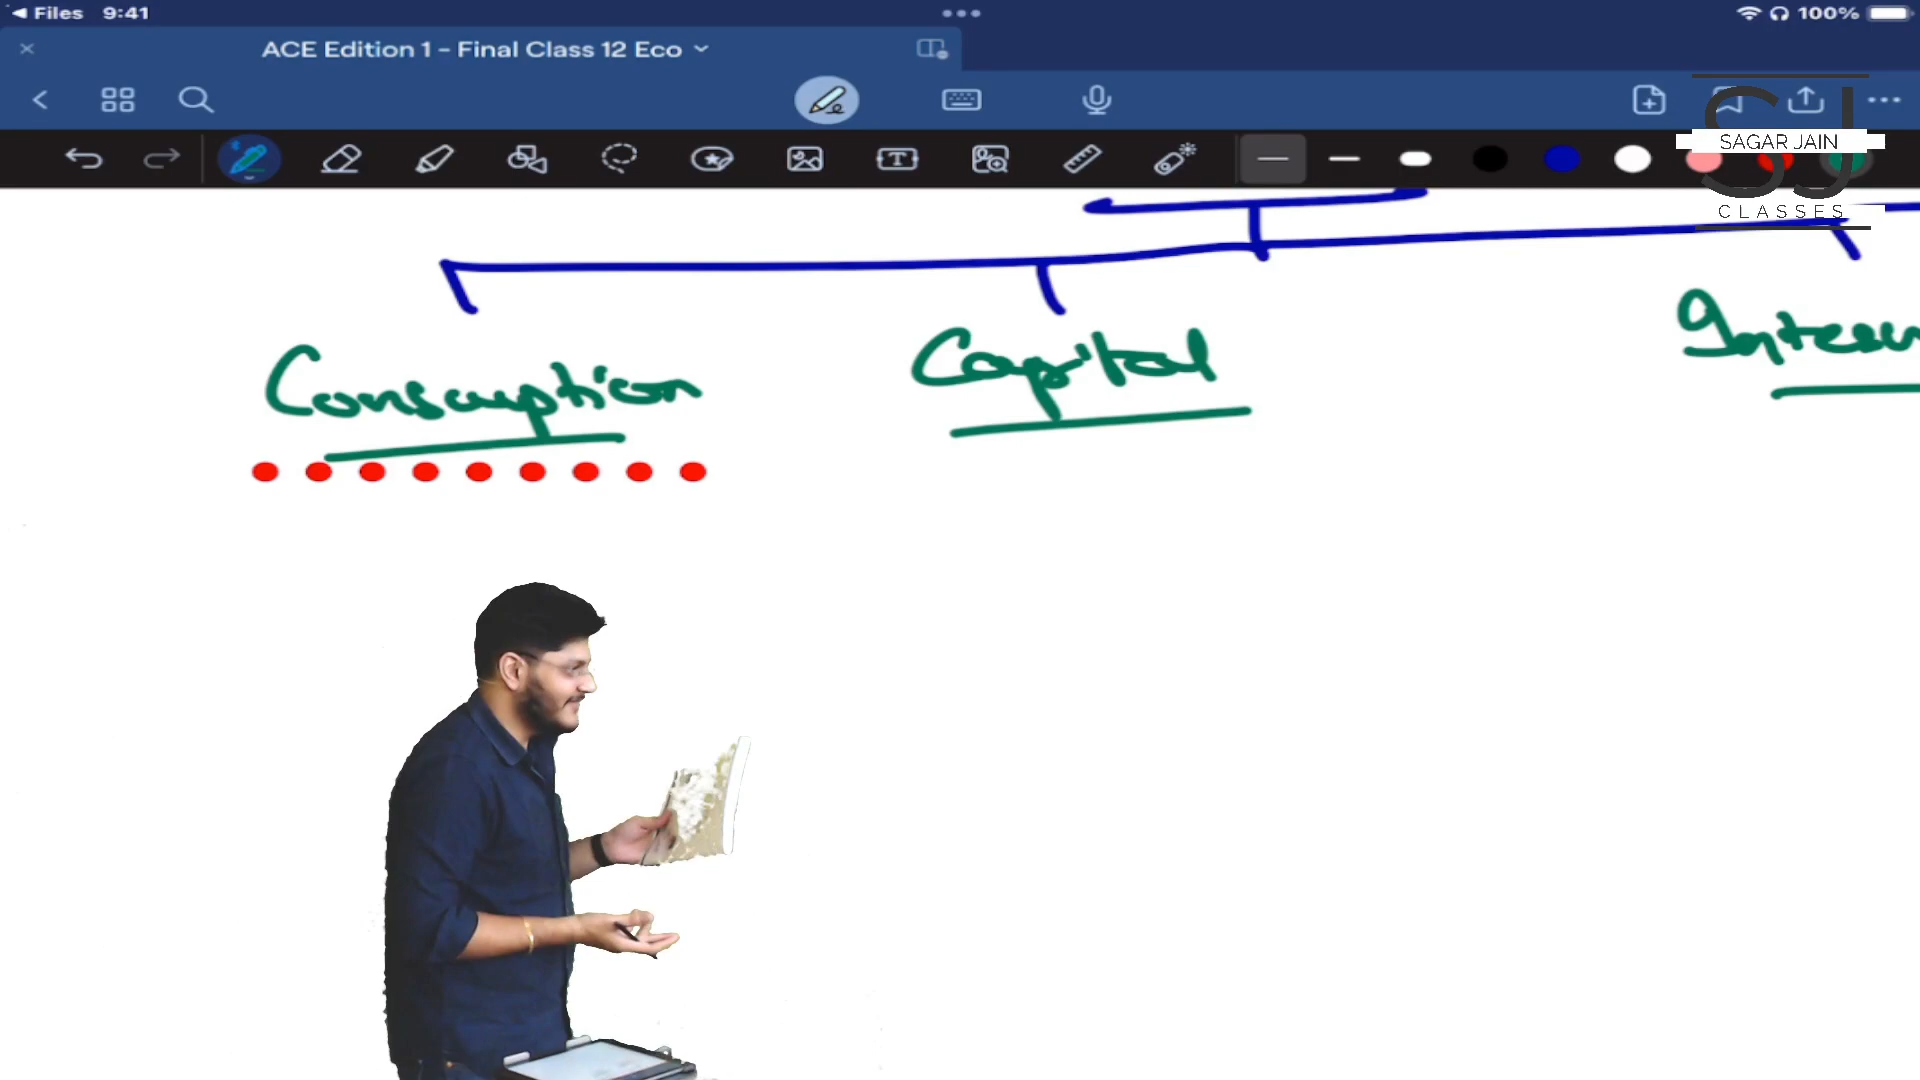 Files 9:41 100%
ACE Edition 1 - Final Class 12 Eco
SAGAR JAIN
CLASSES
Consumption Capital